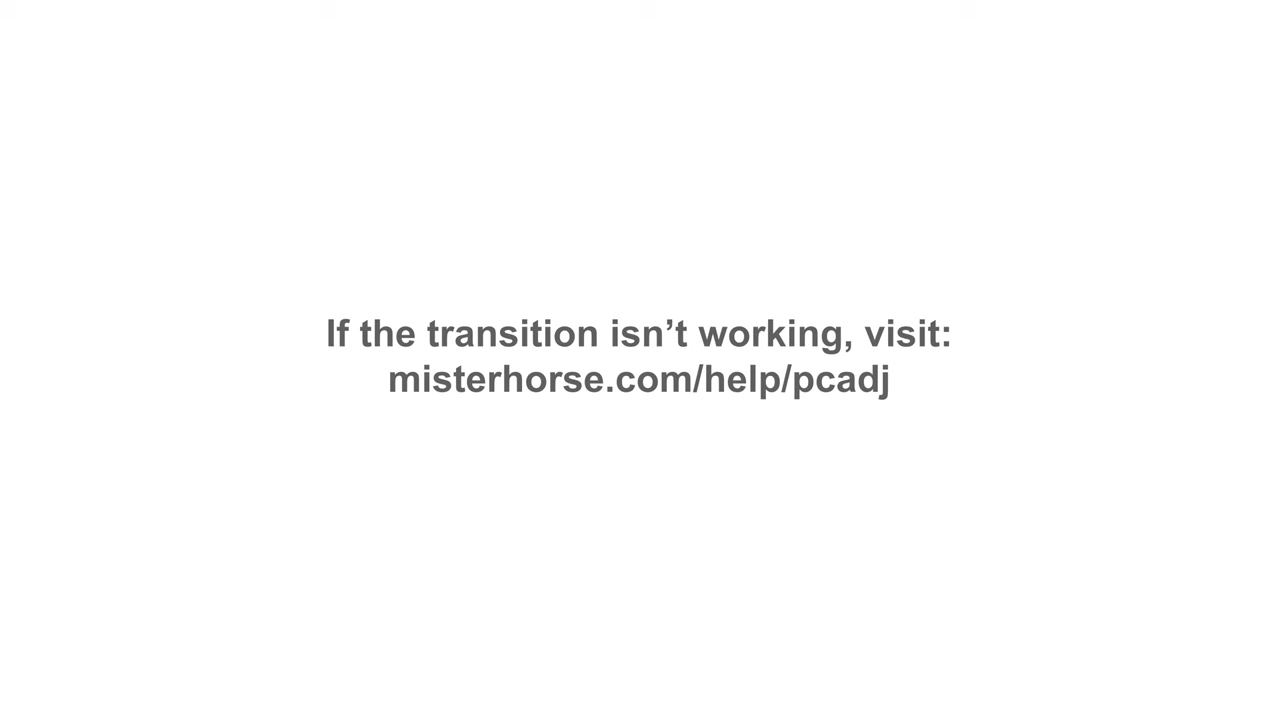 If the transition isn’t working, visit:
misterhorse.com/help/pcadj